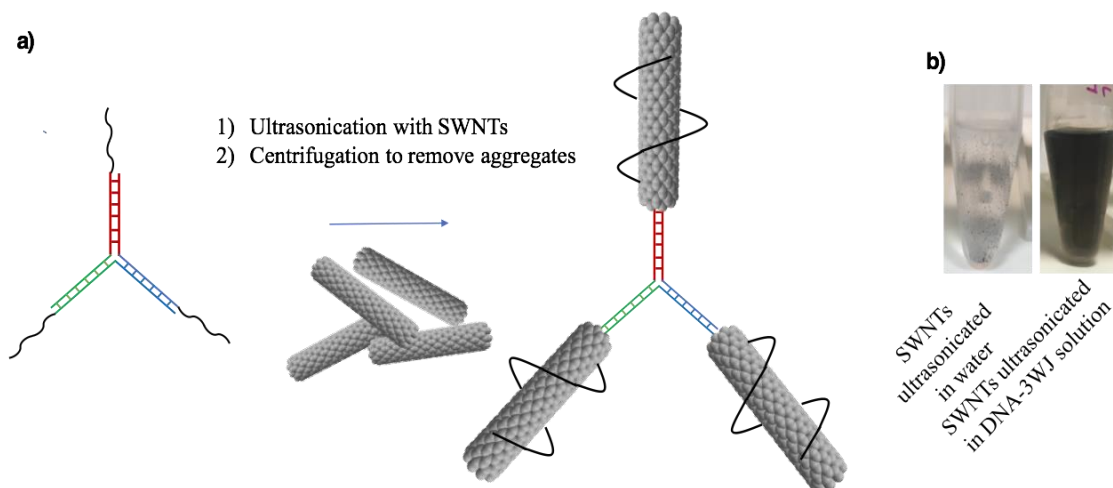 a)
1) Ultrasonication with SWNTs
2) Centrifugation to remove aggregates
b)
SWNTs
ultrasonicated
in water
SWNTs ultrasonicated
in DNA-3WJ solution